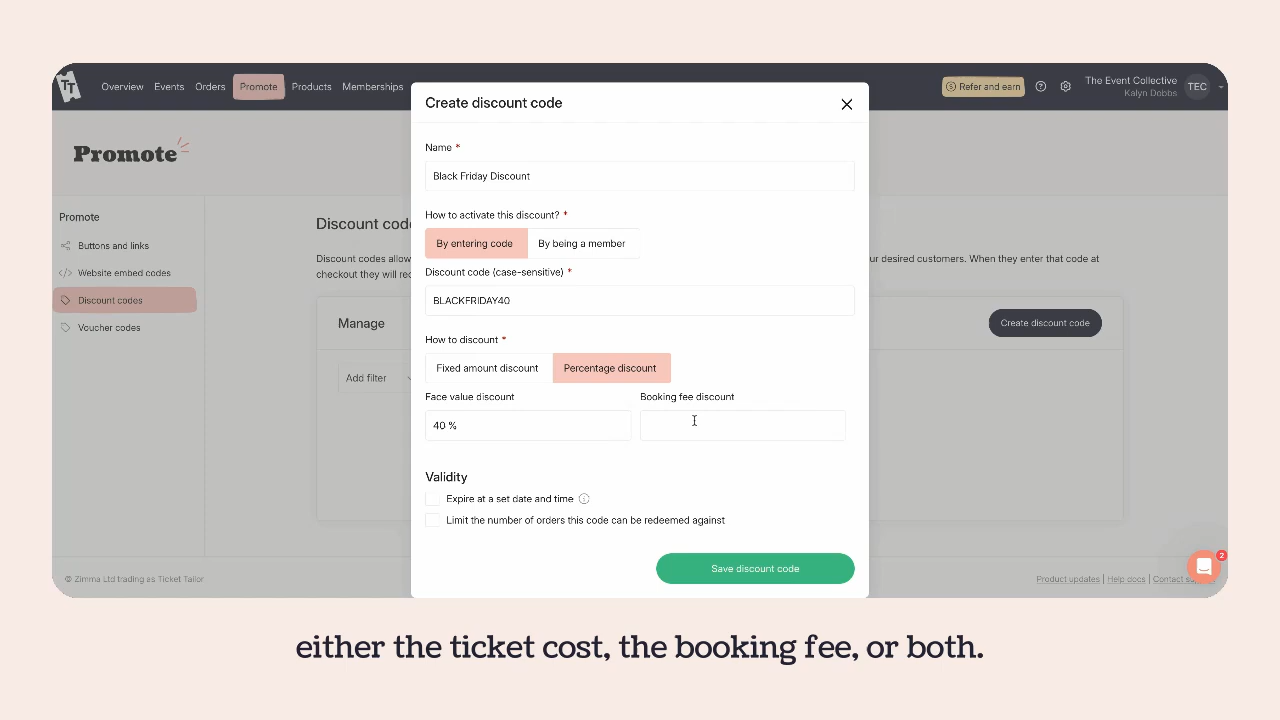 TT Overview Events Orders Promote Products Memberships
Refer and earn
The Event Collective
Kalyn Dobbs
TEC
Promote
Promote
Buttons and links
Website embed codes
Discount codes
Voucher codes
Discount cod
Discount codes allow
ur desired customers. When they enter that code at
checkout they will rec
Manage
Create discount code
Add filter
Create discount code
Name *
Black Friday Discount
How to activate this discount? *
By entering code By being a member
Discount code (case-sensitive) *
BLACKFRIDAY40
How to discount *
Fixed amount discount Percentage discount
Face value discount Booking fee discount
40 %
Validity
Expire at a set date and time
Limit the number of orders this code can be redeemed against
Save discount code
© Zimma Ltd trading as Ticket Tailor
Product updates | Help docs | Contact
2
either the ticket cost, the booking fee, or both.